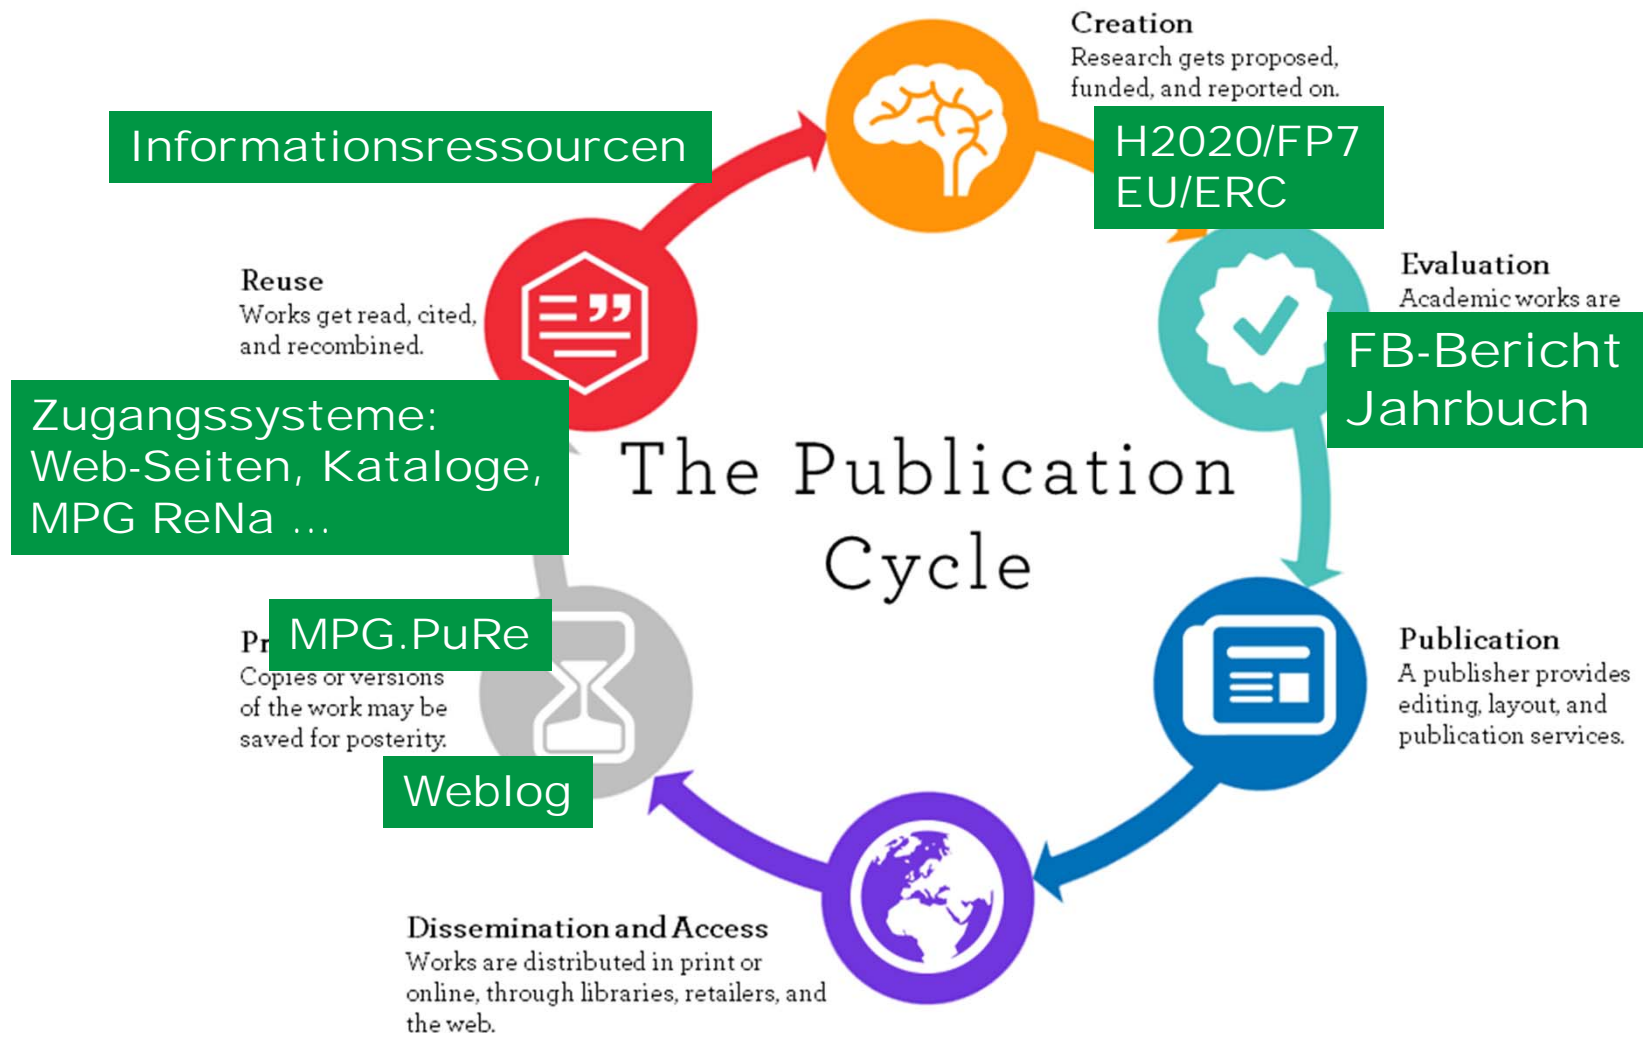 Creation
Research gets proposed,
funded, and reported on.
Informationsressourcen
H2020/FP7
EU/ERC
Reuse
Works get read, cited,
and recombined.
Evaluation
Academic works are
FB-Bericht
Jahrbuch
Zugangssysteme:
Web-Seiten, Kataloge,
MPG ReNa ...
The Publication
Cycle
MPG.PuRe
Copies or versions
of the work may be
saved for posterity.
Publication
A publisher provides
editing, layout, and
publication services.
Weblog
Dissemination and Access
Works are distributed in print or
online, through libraries, retailers, and
the web.